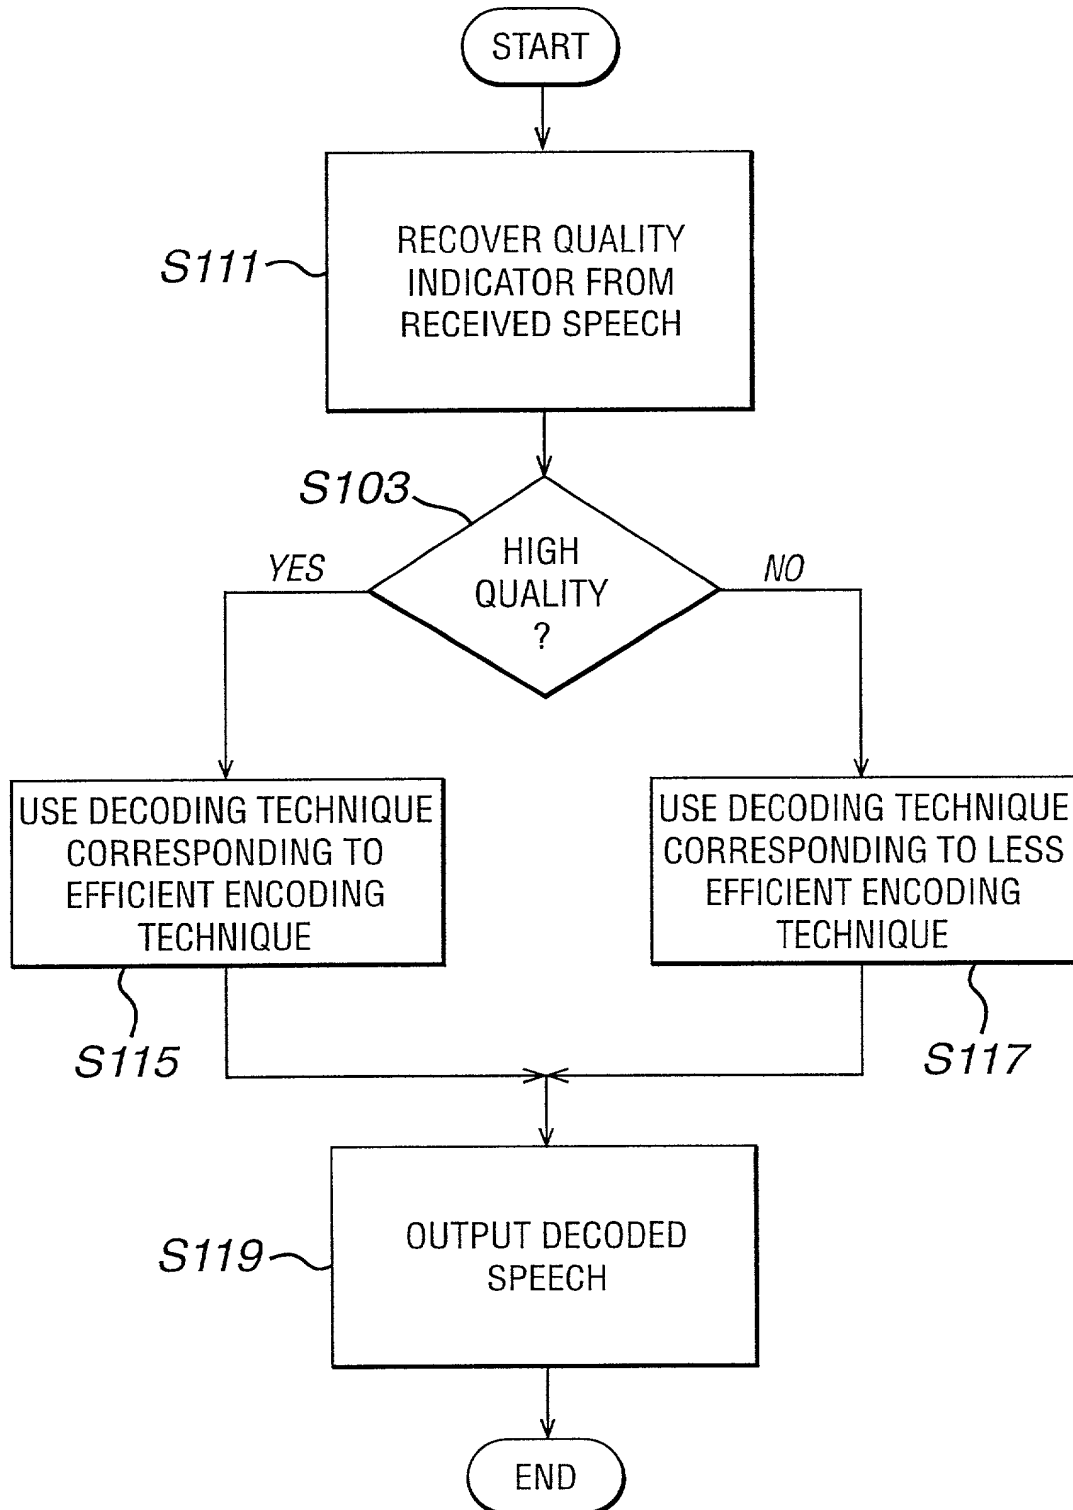 START
RECOVER QUALITY
INDICATOR FROM
RECEIVED SPEECH
S111
S103
HIGH
QUALITY
?
YES
NO
USE DECODING TECHNIQUE
CORRESPONDING TO
EFFICIENT ENCODING
TECHNIQUE
S115
USE DECODING TECHNIQUE
CORRESPONDING TO LESS
EFFICIENT ENCODING
TECHNIQUE
S117
OUTPUT DECODED
SPEECH
S119
END